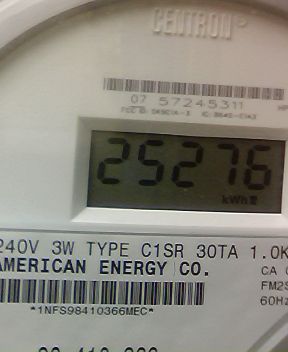 CENTRON
07 57245311
25276
kWh
240V 3W TYPE C1SR 30TA 1.0K
AMERICAN ENERGY CO.
CA
FM2S
60Hz
*1NFS98410366MEC*